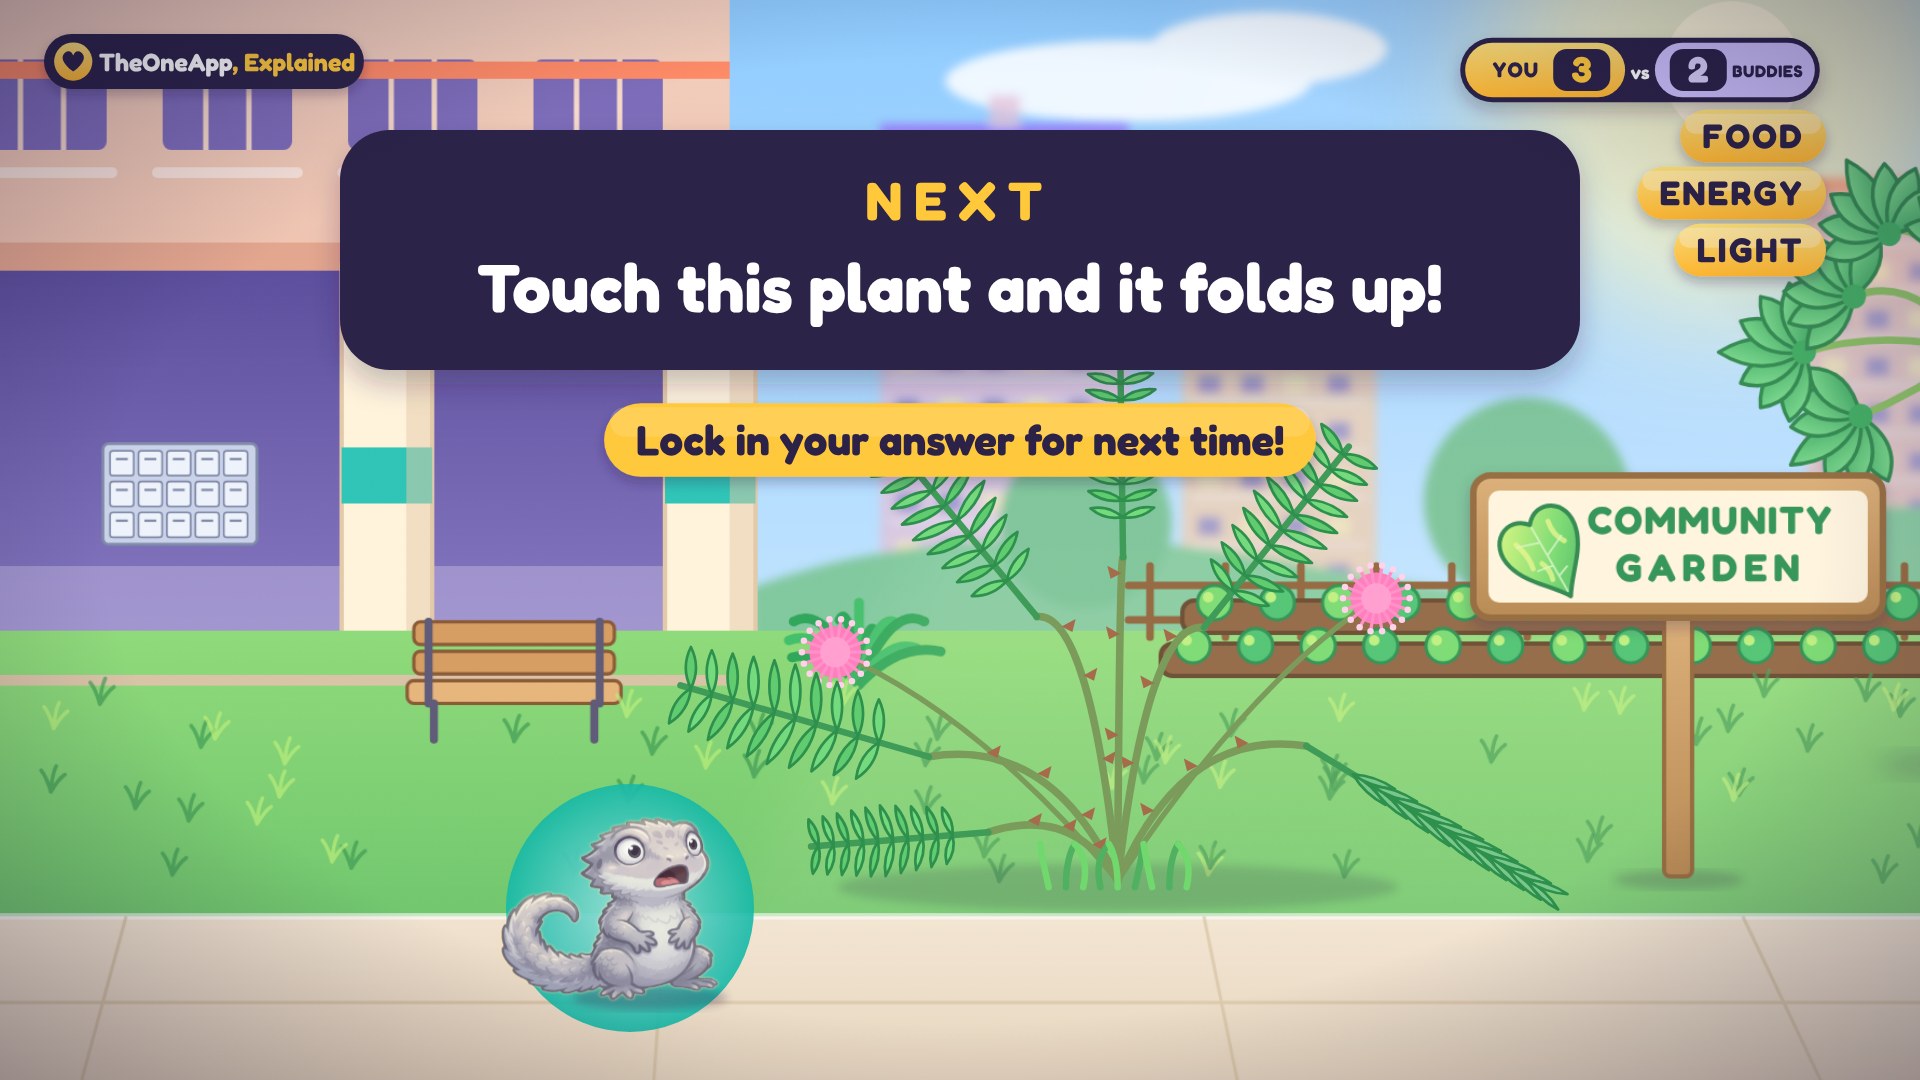 TheOneApp, Explained
YOU 3 vs 2 BUDDIES
FOOD
ENERGY
LIGHT
NEXT
Touch this plant and it folds up!
Lock in your answer for next time!
COMMUNITY
GARDEN